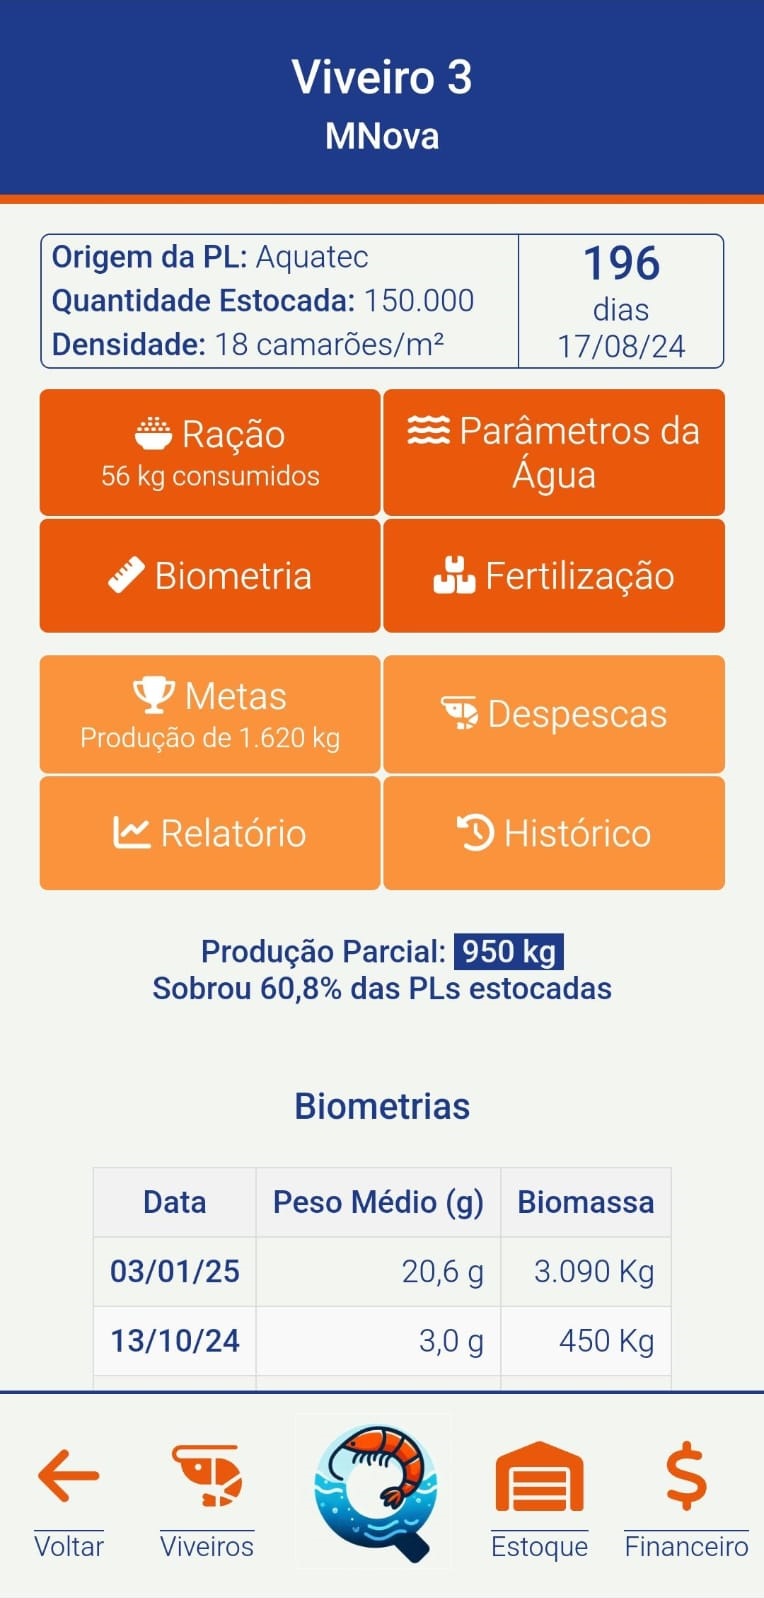 Viveiro 3
MNova
Origem da PL: Aquatec
Quantidade Estocada: 150.000
Densidade: 18 camarões/m²
196
dias
17/08/24
Ração
56 kg consumidos
Parâmetros da
Água
Biometria
Fertilização
Metas
Produção de 1.620 kg
Despescas
Relatório
Histórico
Produção Parcial: 950 kg
Sobrou 60,8% das PLs estocadas
Biometrias
Data Peso Médio (g) Biomassa
03/01/25 20,6 g 3.090 Kg
13/10/24 3,0 g 450 Kg
Voltar Viveiros Estoque Financeiro